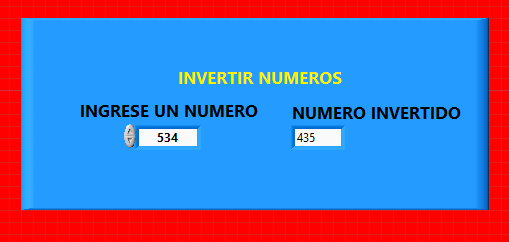 INVERTIR NUMEROS
INGRESE UN NUMERO
NUMERO INVERTIDO
534
435